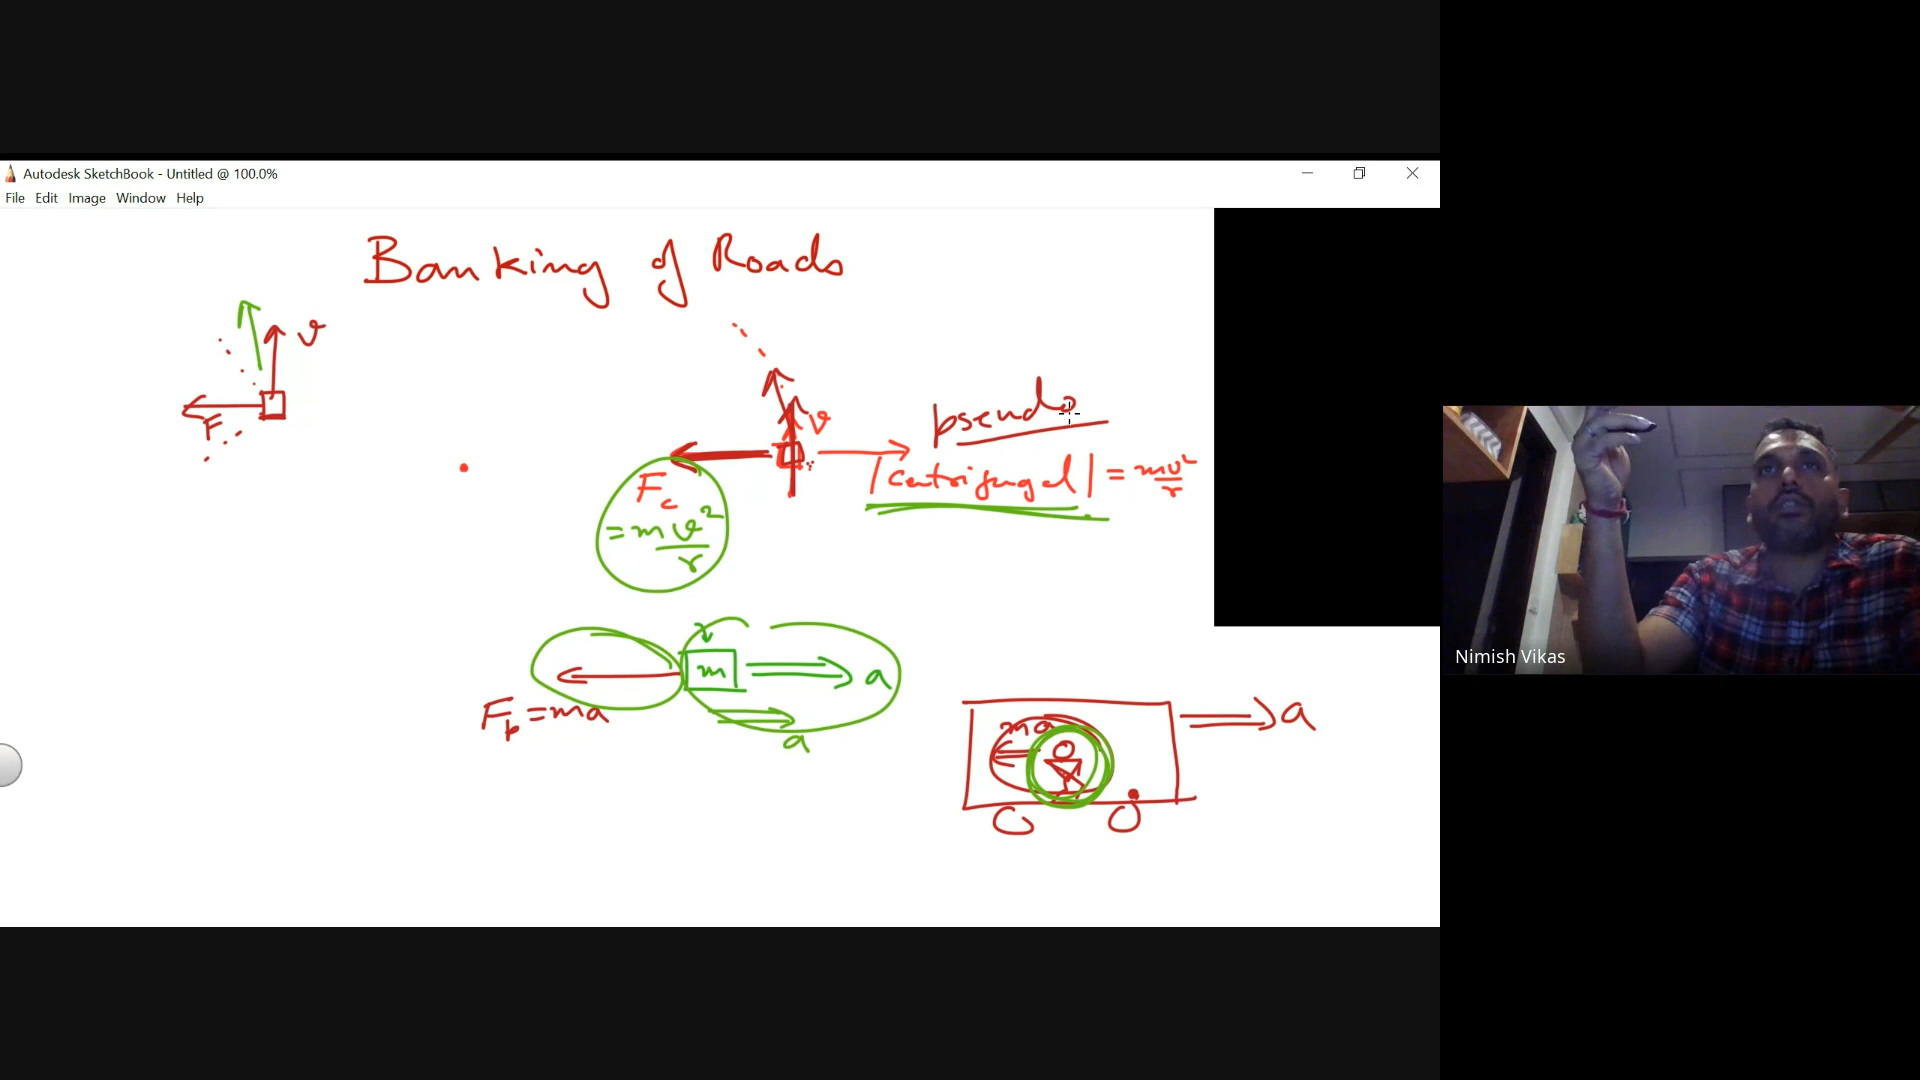 Autodesk SketchBook - Untitled @ 100.0%
File Edit Image Window Help
Banking of Roads
v
F
v
pseudo
|Centrifugal| = mv²/r
Fc
= mv²/r
m a
Fp = ma
a
a
ma
Nimish Vikas